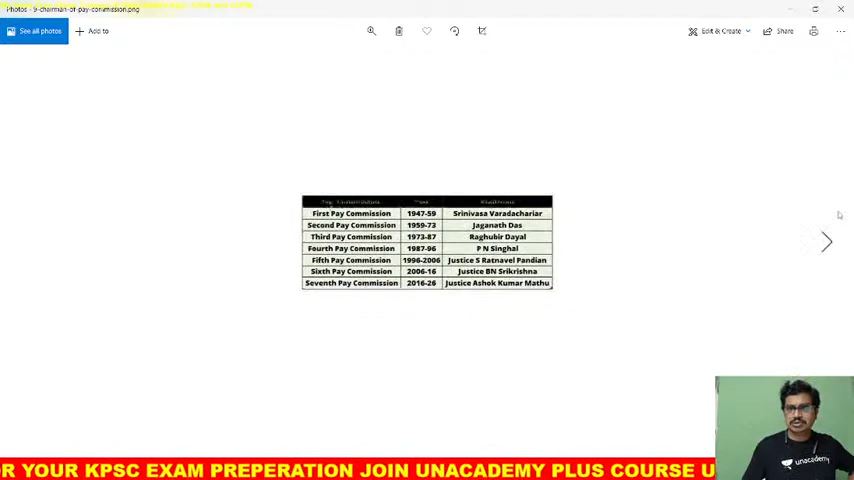 Photos - 9-chairman-of-pay-commission.png
See all photos
Add to
Edit & Create
Share
First Pay Commission 1947-59 Srinivasa Varadachariar
Second Pay Commission 1959-73 Jaganath Das
Third Pay Commission 1973-87 Raghubir Dayal
Fourth Pay Commission 1987-96 P N Singhal
Fifth Pay Commission 1996-2006 Justice S Ratnavel Pandian
Sixth Pay Commission 2006-16 Justice BN Srikrishna
Seventh Pay Commission 2016-26 Justice Ashok Kumar Mathu
unacademy
OR YOUR KPSC EXAM PREPERATION JOIN UNACADEMY PLUS COURSE U